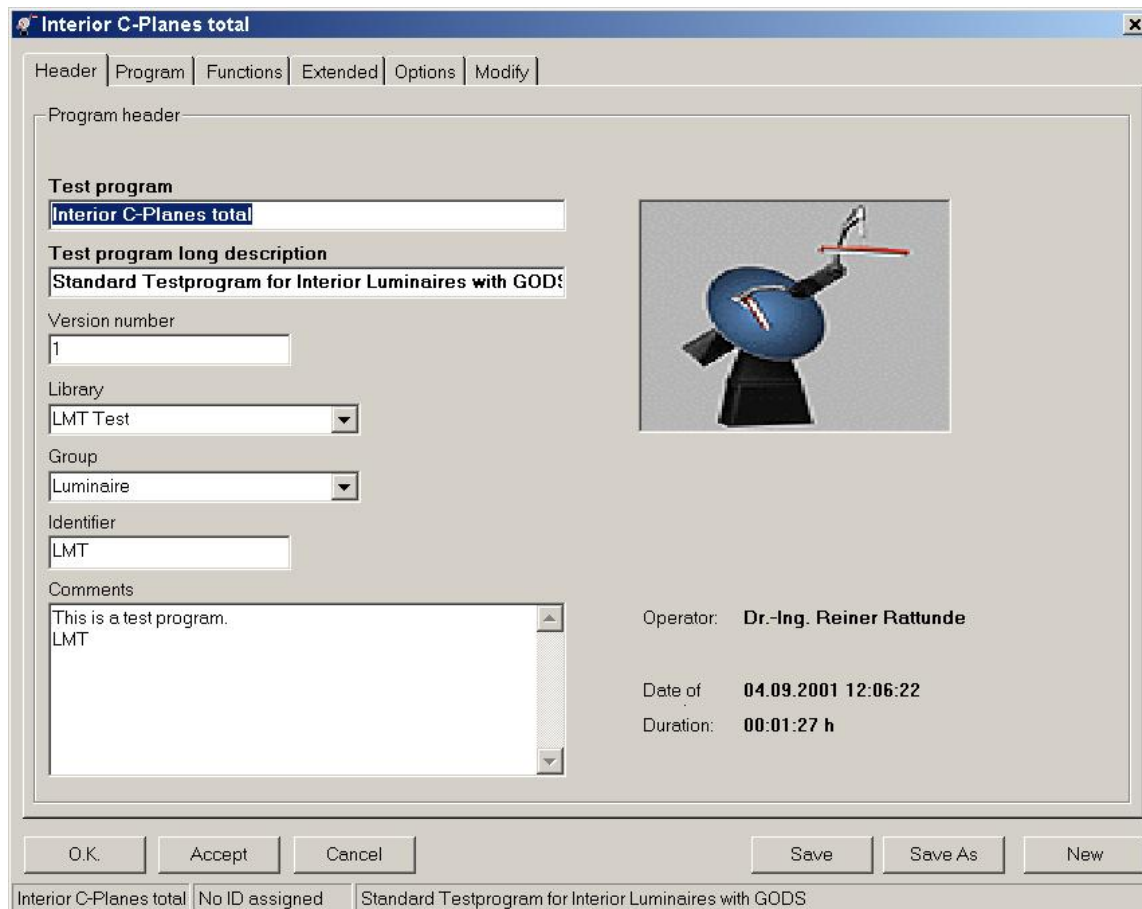 Interior C-Planes total
Header Program Functions Extended Options Modify
Program header
Test program
Interior C-Planes total
Test program long description
Standard Testprogram for Interior Luminaires with GODS
Version number
1
Library
LMT Test
Group
Luminaire
Identifier
LMT
Comments
This is a test program.
LMT
Operator: Dr.-Ing. Reiner Rattunde
Date of 04.09.2001 12:06:22
Duration: 00:01:27 h
O.K. Accept Cancel Save Save As New
Interior C-Planes total No ID assigned Standard Testprogram for Interior Luminaires with GODS